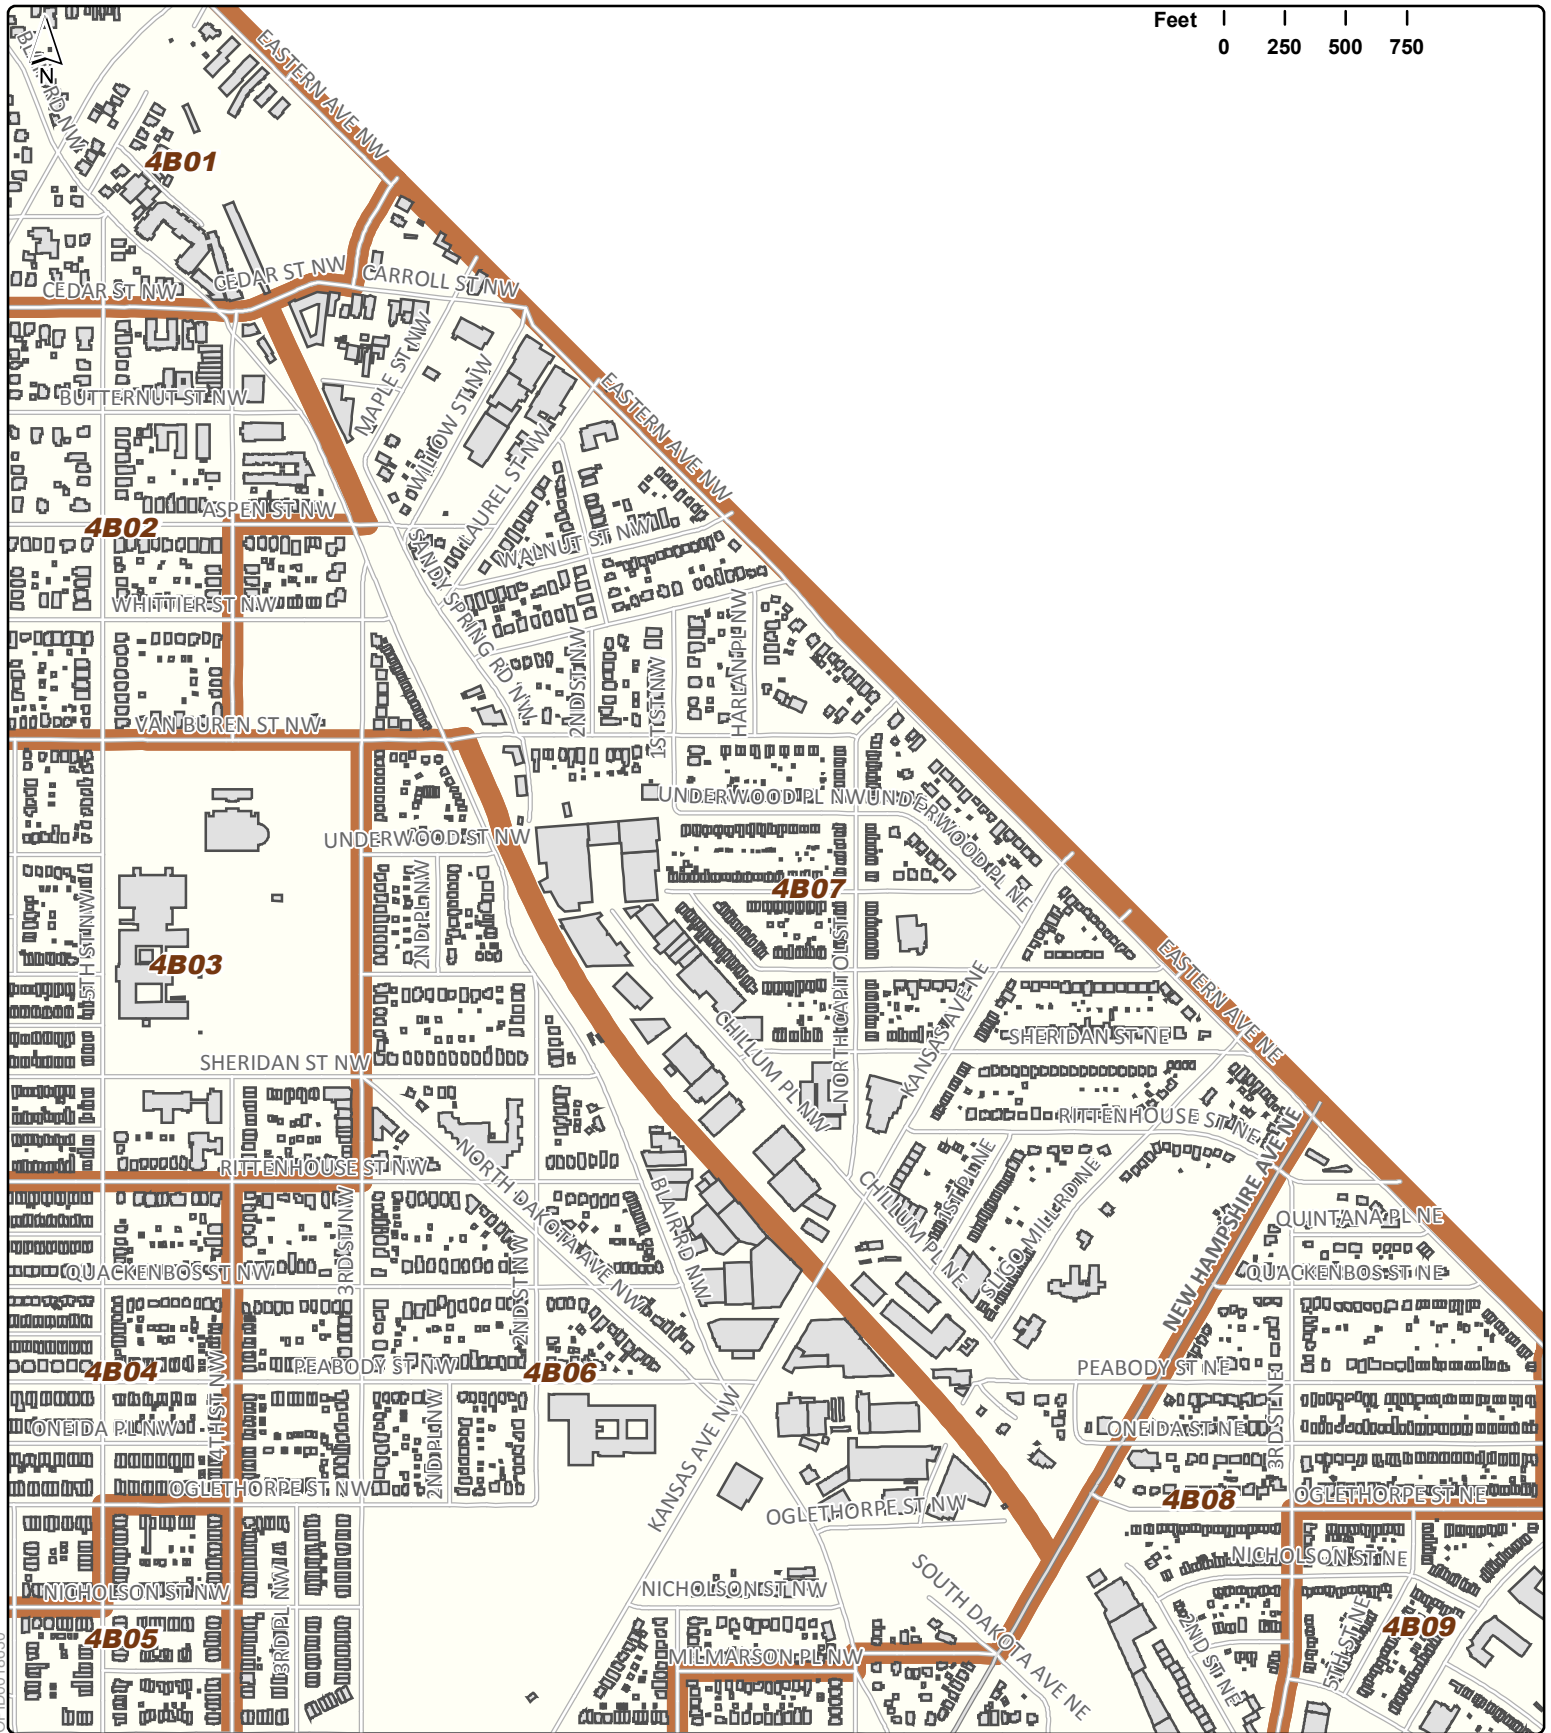 Feet
0 250 500 750
N
EASTERN AVE NW
4B01
CEDAR ST NW
CEDAR ST NW
CARROLL ST NW
MAPLE ST NW
WILLOW ST NW
BUTTERNUT ST NW
EASTERN AVE NW
LAUREL ST NW
ASPEN ST NW
4B02
WALNUT ST NW
SANDY SPRING RD NW
WHITTIER ST NW
HARLAN PL NW
2ND ST NW
1ST ST NW
VAN BUREN ST NW
UNDERWOOD PL NW
UNDERWOOD PL NE
UNDERWOOD ST NW
4B07
2ND PL NW
5TH ST NW
4B03
NORTH CAPITOL ST
EASTERN AVE NE
KANSAS AVE NE
CHILLUM PL NW
SHERIDAN ST NE
SHERIDAN ST NW
RITTENHOUSE ST NE
RITTENHOUSE ST NW
NORTH DAKOTA AVE NW
BLAIR RD NW
3RD ST NW
2ND ST NW
CHILLUM PL NE
1ST PL NE
SLIGO MILL RD NE
NEW HAMPSHIRE AVE NE
QUINTANA PL NE
QUACKENBOS ST NW
QUACKENBOS ST NE
PEABODY ST NW
PEABODY ST NE
4B04
4B06
4TH ST NW
2ND PL NW
KANSAS AVE NW
3RD ST NE
ONEIDA PL NW
ONEIDA ST NE
OGLETHORPE ST NW
OGLETHORPE ST NW
4B08
OGLETHORPE ST NE
NICHOLSON ST NW
NICHOLSON ST NW
NICHOLSON ST NE
SOUTH DAKOTA AVE NE
3RD PL NW
4B05
MILMARSON PL NW
2ND ST NE
5TH ST NE
4B09